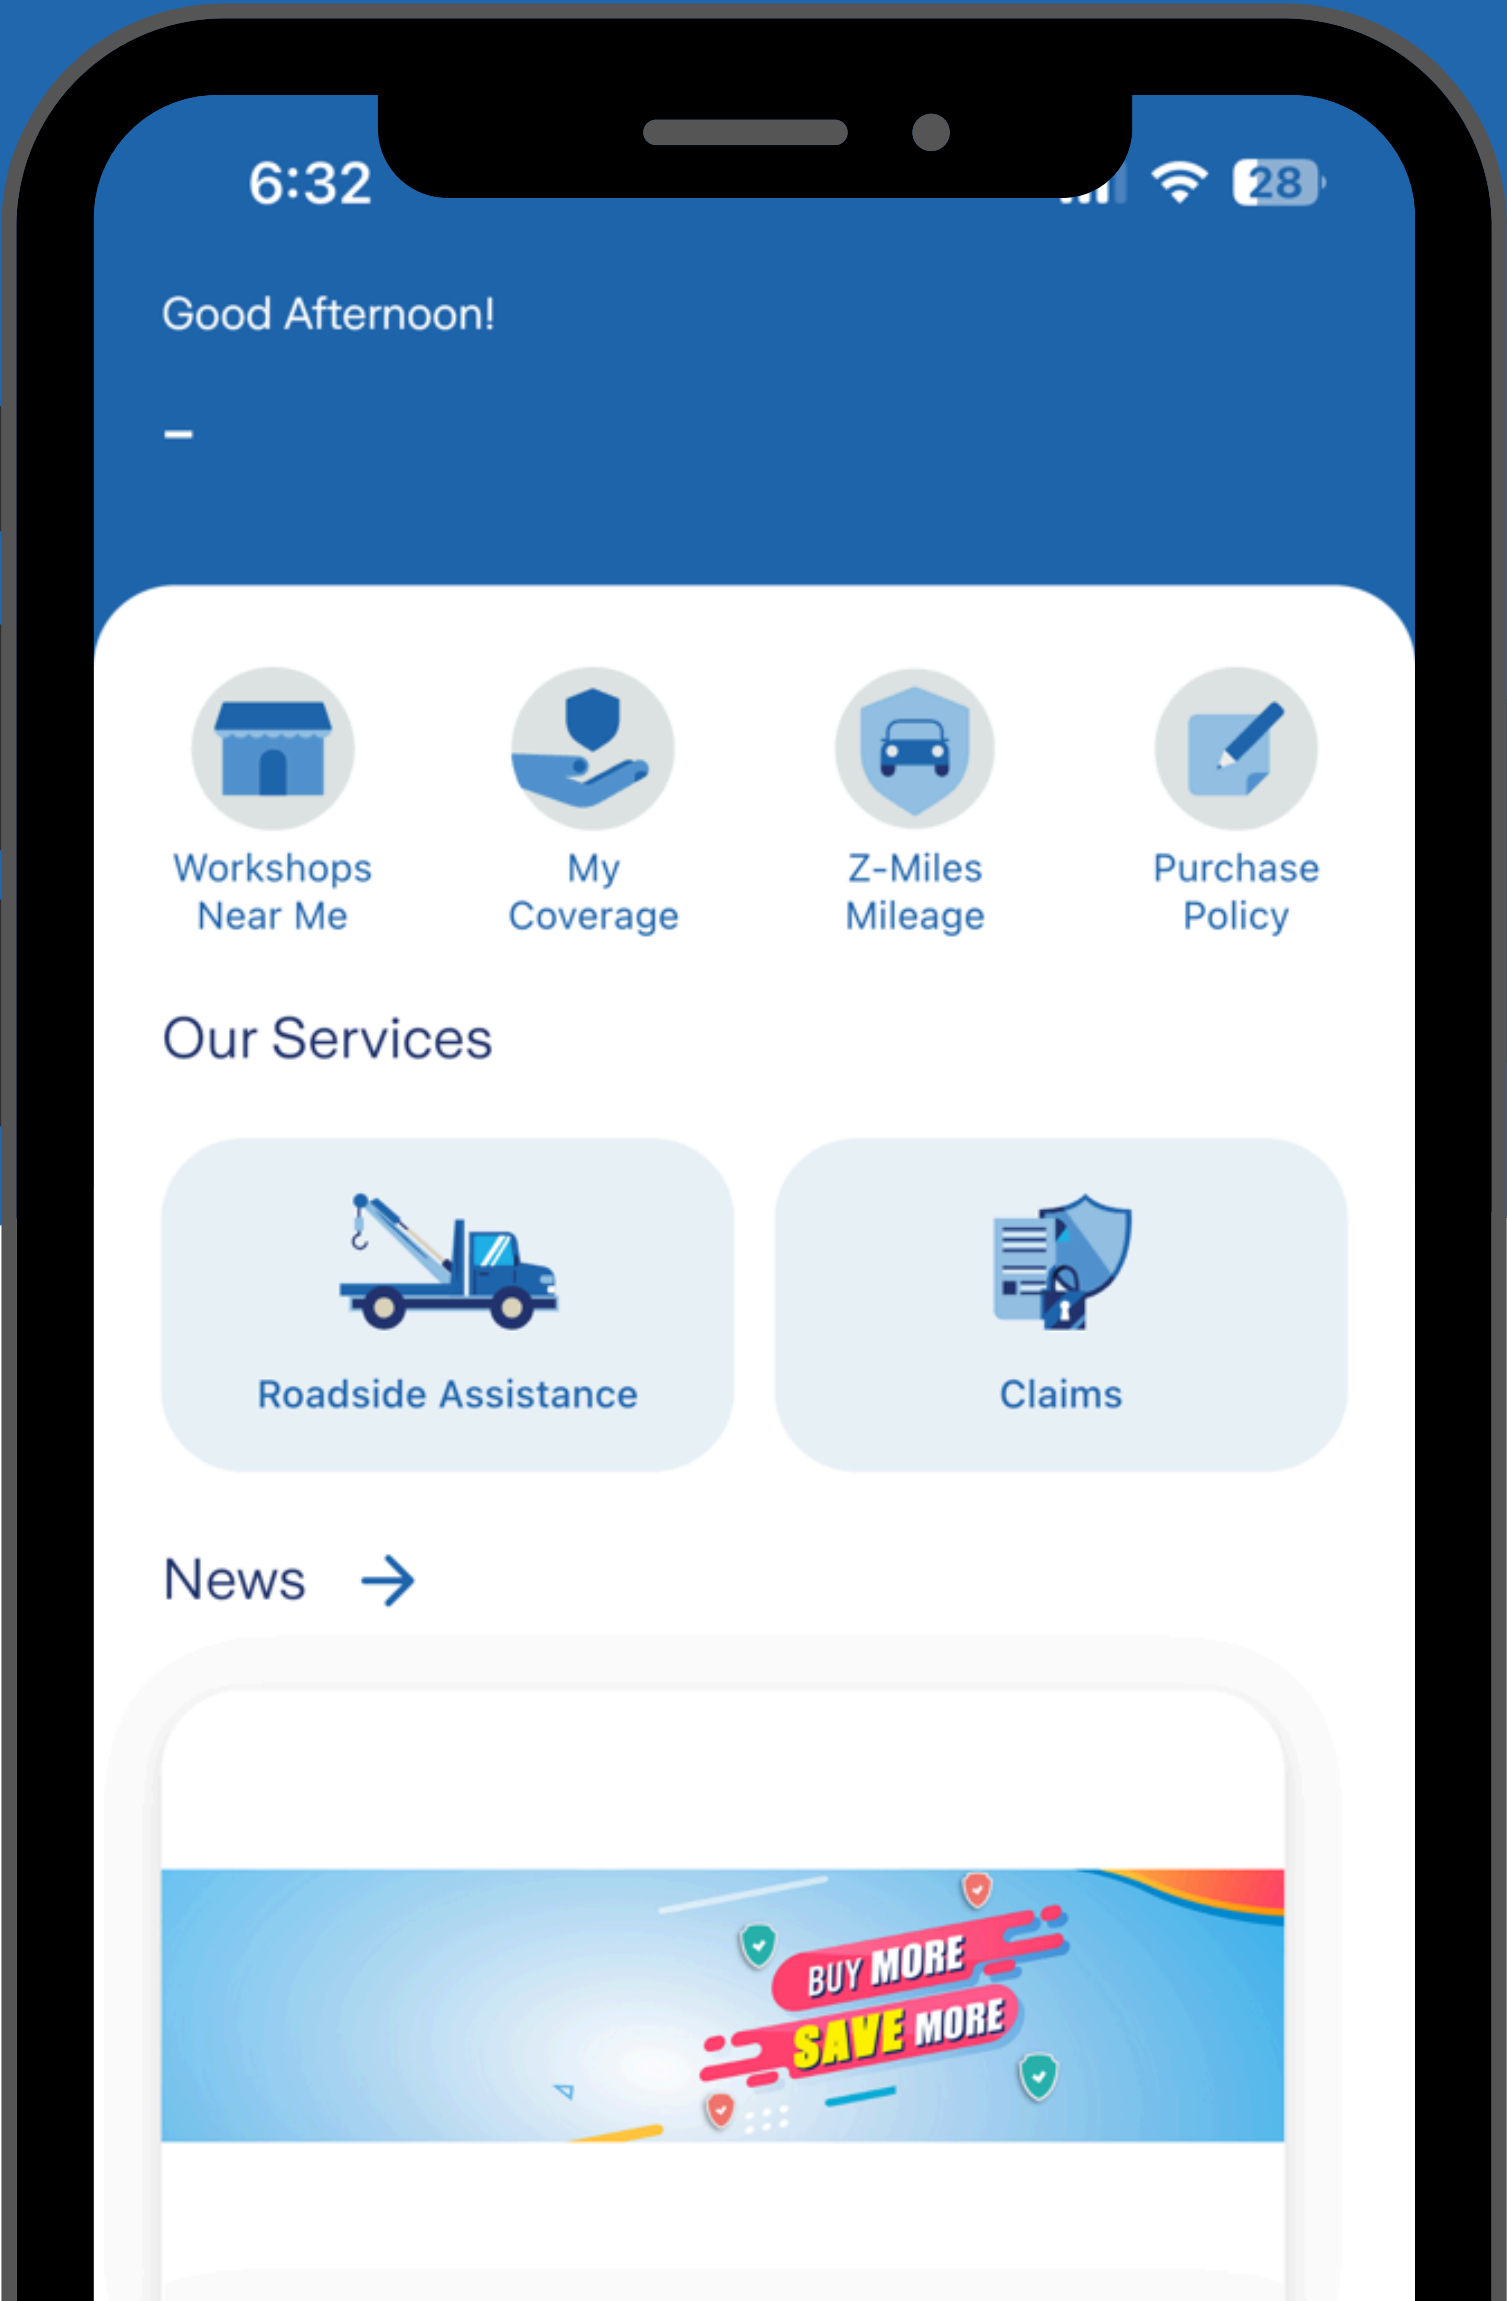 6:32
28
Good Afternoon!
-
Workshops
Near Me
My
Coverage
Z-Miles
Mileage
Purchase
Policy
Our Services
Roadside Assistance
Claims
News
BUY MORE
SAVE MORE